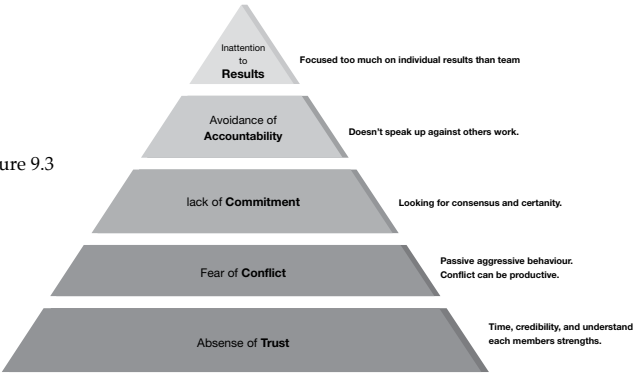 Inattention
to
Results
Focused too much on individual results than team
Avoidance of
Accountability
Doesn't speak up against others work.
ure 9.3
lack of Commitment
Looking for consensus and certanity.
Fear of Conflict
Passive aggressive behaviour.
Conflict can be productive.
Absense of Trust
Time, credibility, and understand
each members strengths.